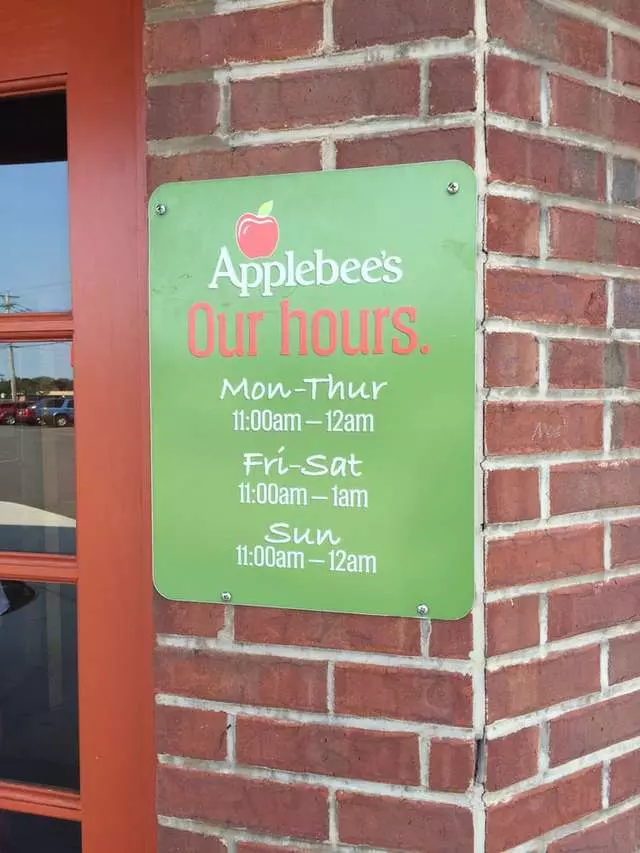 Applebee's
Our hours.
Mon-Thur
11:00am – 12am
Fri-Sat
11:00am – 1am
Sun
11:00am – 12am